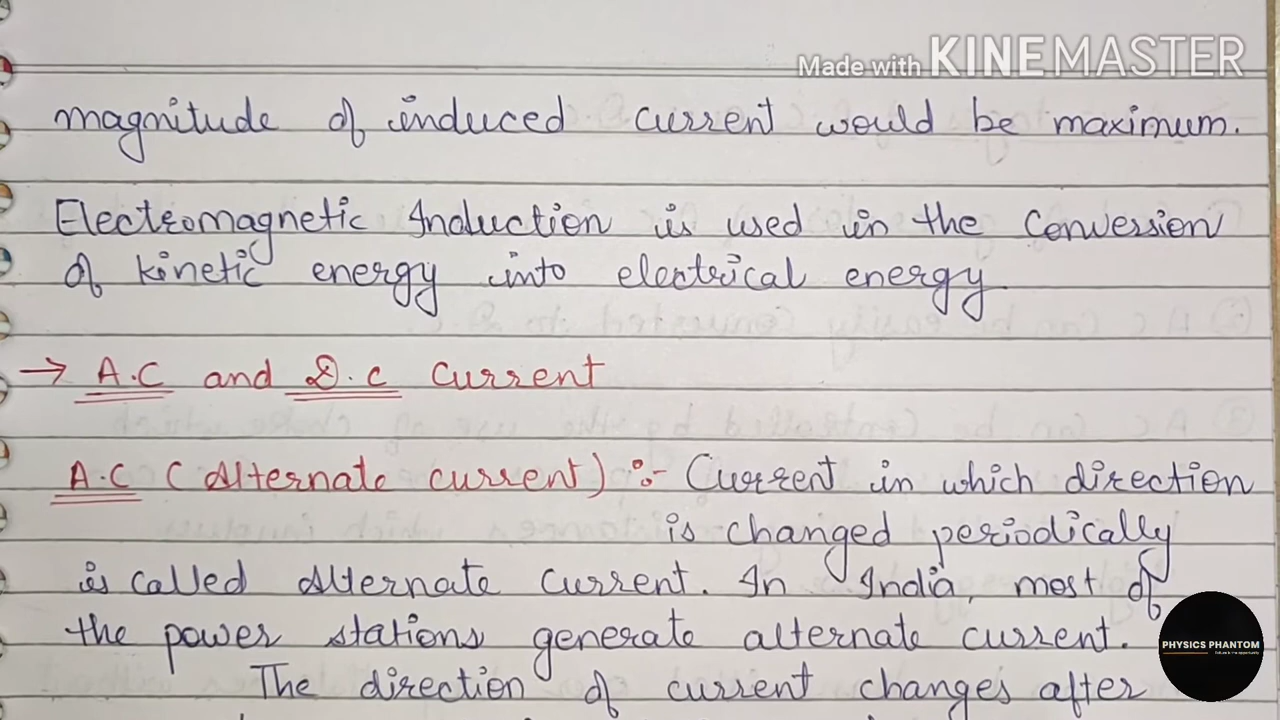 Made with KINEMASTER
magnitude of induced current would be maximum.
Electromagnetic Induction is used in the Conversion
of kinetic energy into electrical energy
→ A.C and D.C Current
A.C (Alternate current) :- Current in which direction
is changed periodically
is called Alternate Current. In India, most of
the power stations generate alternate current.
PHYSICS PHANTOM
The direction of current changes after